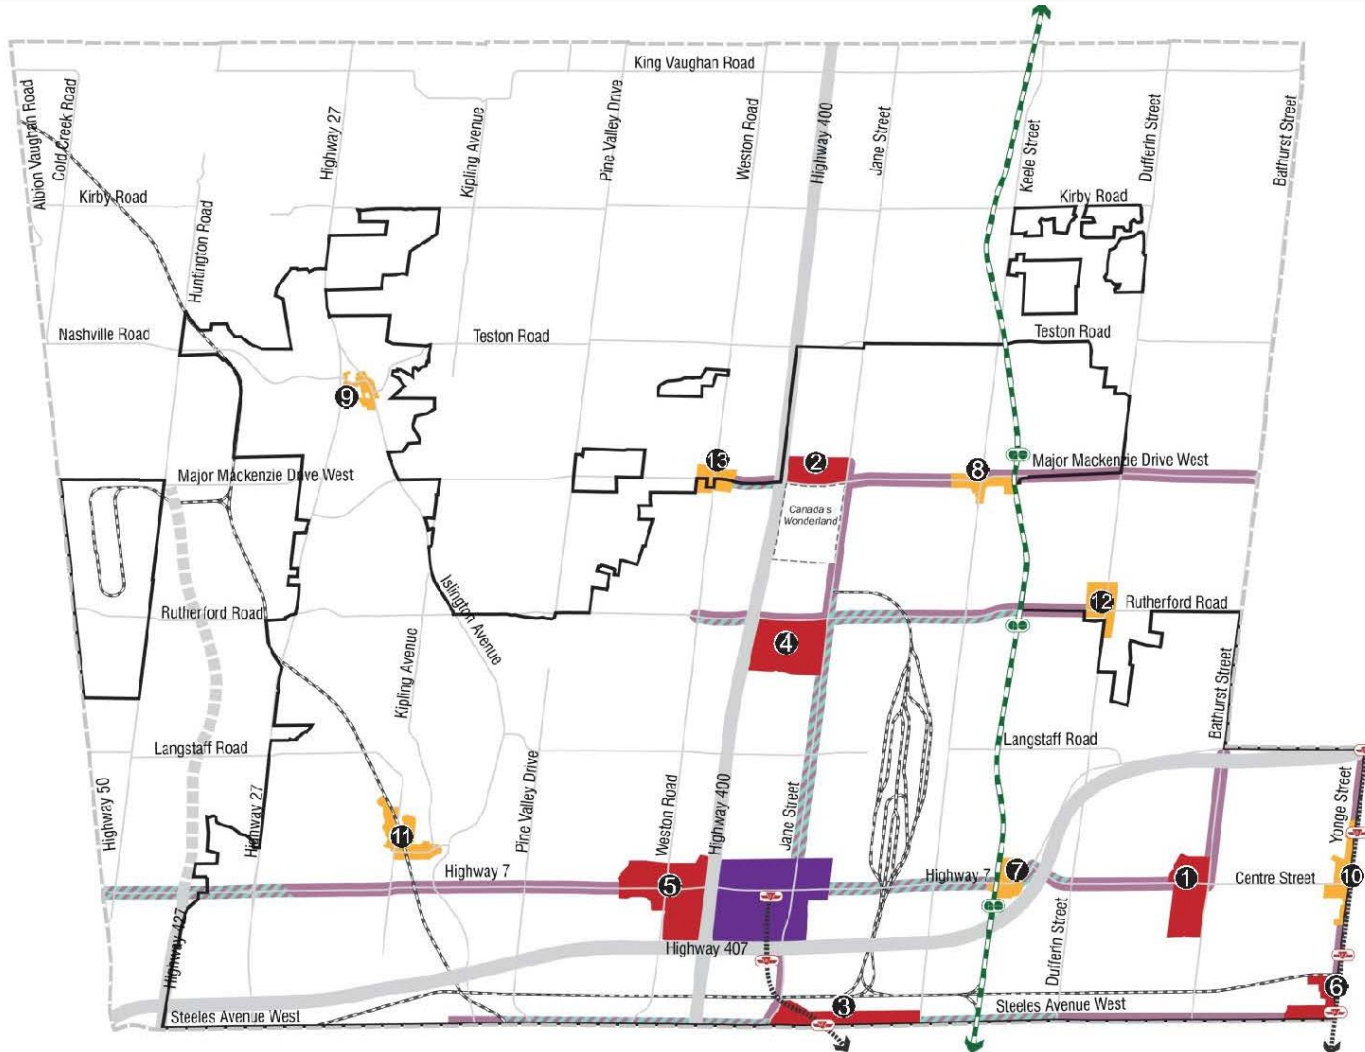 King Vaughan Road
Albion Vaughan Road
Cold Creek Road
Highway 27
Kipling Avenue
Pine Valley Drive
Weston Road
Highway 400
Jane Street
Keele Street
Dufferin Street
Bathurst Street
Kirby Road
Kirby Road
Huntington Road
Nashville Road
Teston Road
Teston Road
9
13
2
8
Major Mackenzie Drive West
Major Mackenzie Drive West
Canada's
Wonderland
Islington Avenue
12
Rutherford Road
Rutherford Road
4
Kipling Avenue
Bathurst Street
Langstaff Road
Langstaff Road
Highway 50
Highway 27
Pine Valley Drive
Weston Road
Highway 400
Jane Street
Yonge Street
11
Highway 7
5
Highway 7
7
1
Centre Street
10
Highway 427
Highway 407
Dufferin Street
Steeles Avenue West
3
Steeles Avenue West
6